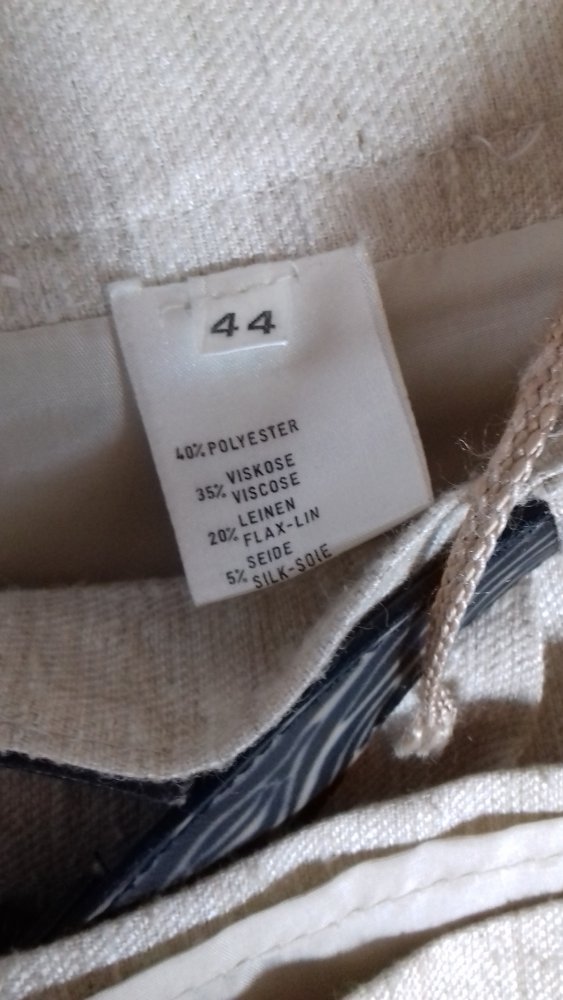 44
40% POLYESTER
VISKOSE
35% VISCOSE
LEINEN
20% FLAX-LIN
SEIDE
5% SILK-SOIE